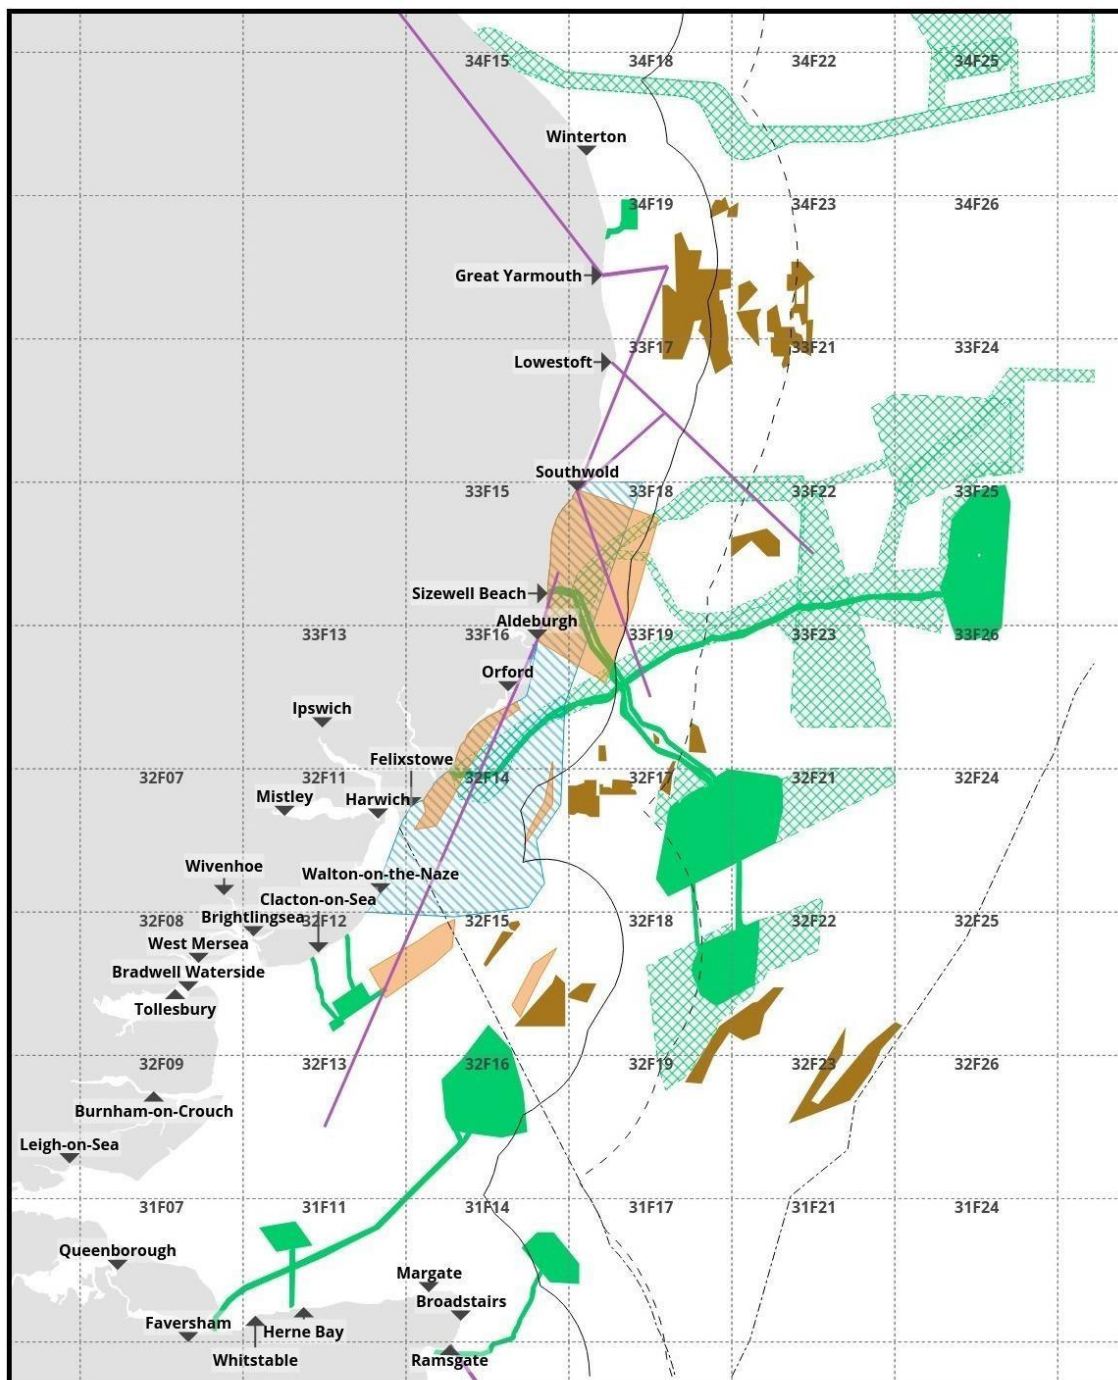 34F15 34F18 34F22 34F25
Winterton
34F19 34F23 34F26
Great Yarmouth
33F17 33F21 33F24
Lowestoft
Southwold
33F15 33F18 33F22 33F25
Sizewell Beach
Aldeburgh
33F13 33F16 33F19 33F23 33F26
Orford
Ipswich
Felixstowe
32F07 32F11 32F14 32F17 32F21 32F24
Mistley Harwich
Wivenhoe
Walton-on-the-Naze
Clacton-on-Sea
Brightlingsea
32F08 32F12 32F15 32F18 32F22 32F25
West Mersea
Bradwell Waterside
Tollesbury
32F09 32F13 32F16 32F19 32F23 32F26
Burnham-on-Crouch
Leigh-on-Sea
31F07 31F11 31F14 31F17 31F21 31F24
Queenborough
Margate
Broadstairs
Faversham
Herne Bay
Whitstable
Ramsgate